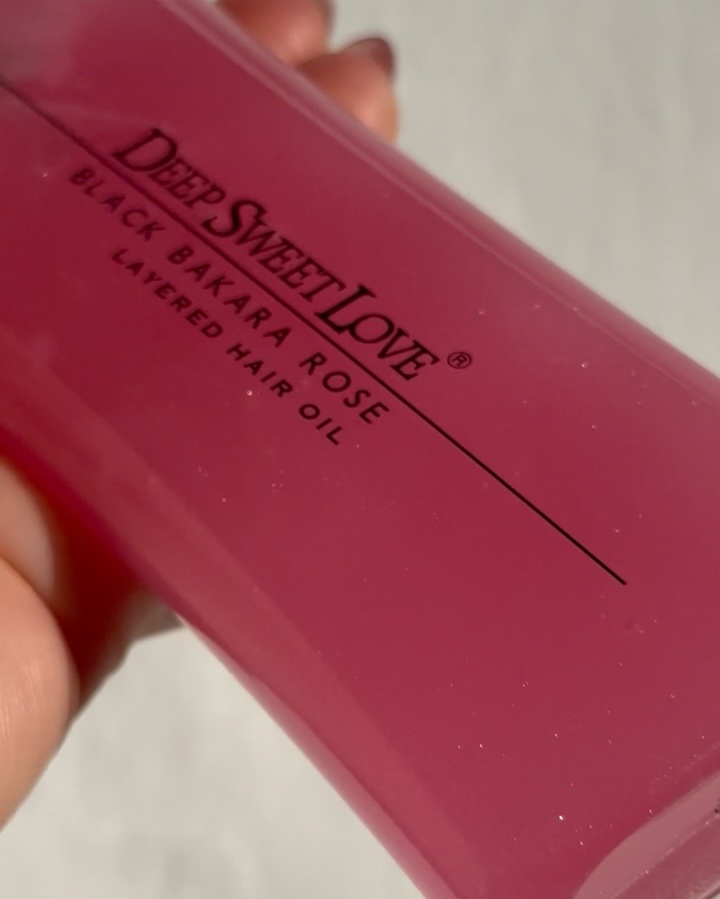 DEEP SWEET LOVE ®
BLACK BAKARA ROSE
LAYERED HAIR OIL